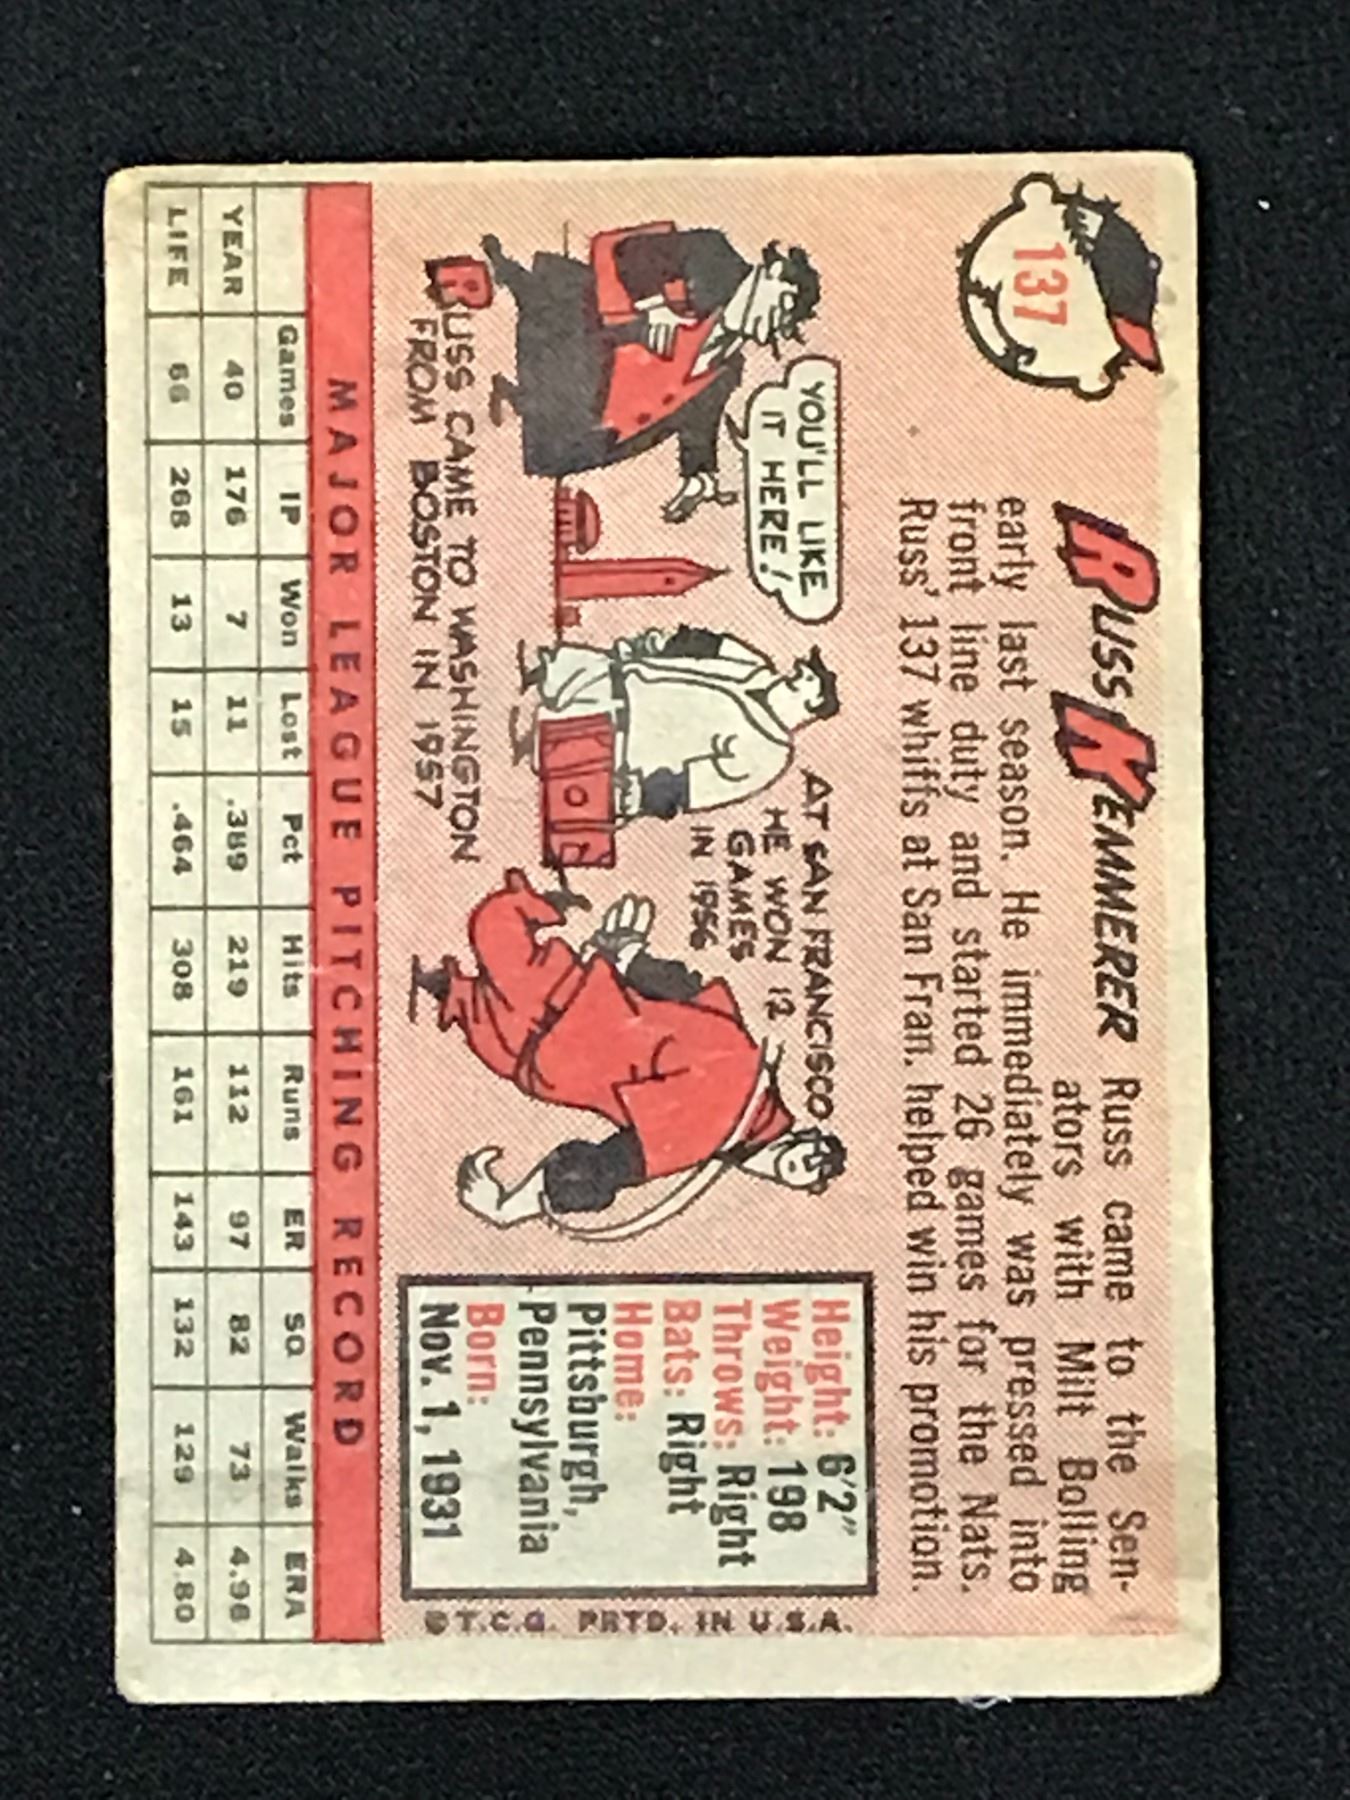 137
RUSS KEMMERER Russ came to the Sen-
ators with Milt Bolling
early last season. He immediately was pressed into
front line duty and started 26 games for the Nats.
Russ' 137 whiffs at San Fran. helped win his promotion.
YOU'LL LIKE
IT HERE!
RUSS CAME TO WASHINGTON
FROM BOSTON IN 1957
AT SAN FRANCISCO
HE WON 12
GAMES
IN 1956
Height: 6'2"
Weight: 198
Throws: Right
Bats: Right
Home:
Pittsburgh,
Pennsylvania
Born:
Nov. 1, 1931
©T.C.G. PRTD. IN U.S.A.
MAJOR LEAGUE PITCHING RECORD
Games IP Won Lost Pct Hits Runs ER SO Walks ERA
YEAR 40 176 7 11 .389 219 112 97 82 73 4.96
LIFE 66 268 13 15 .464 308 161 143 132 129 4.80